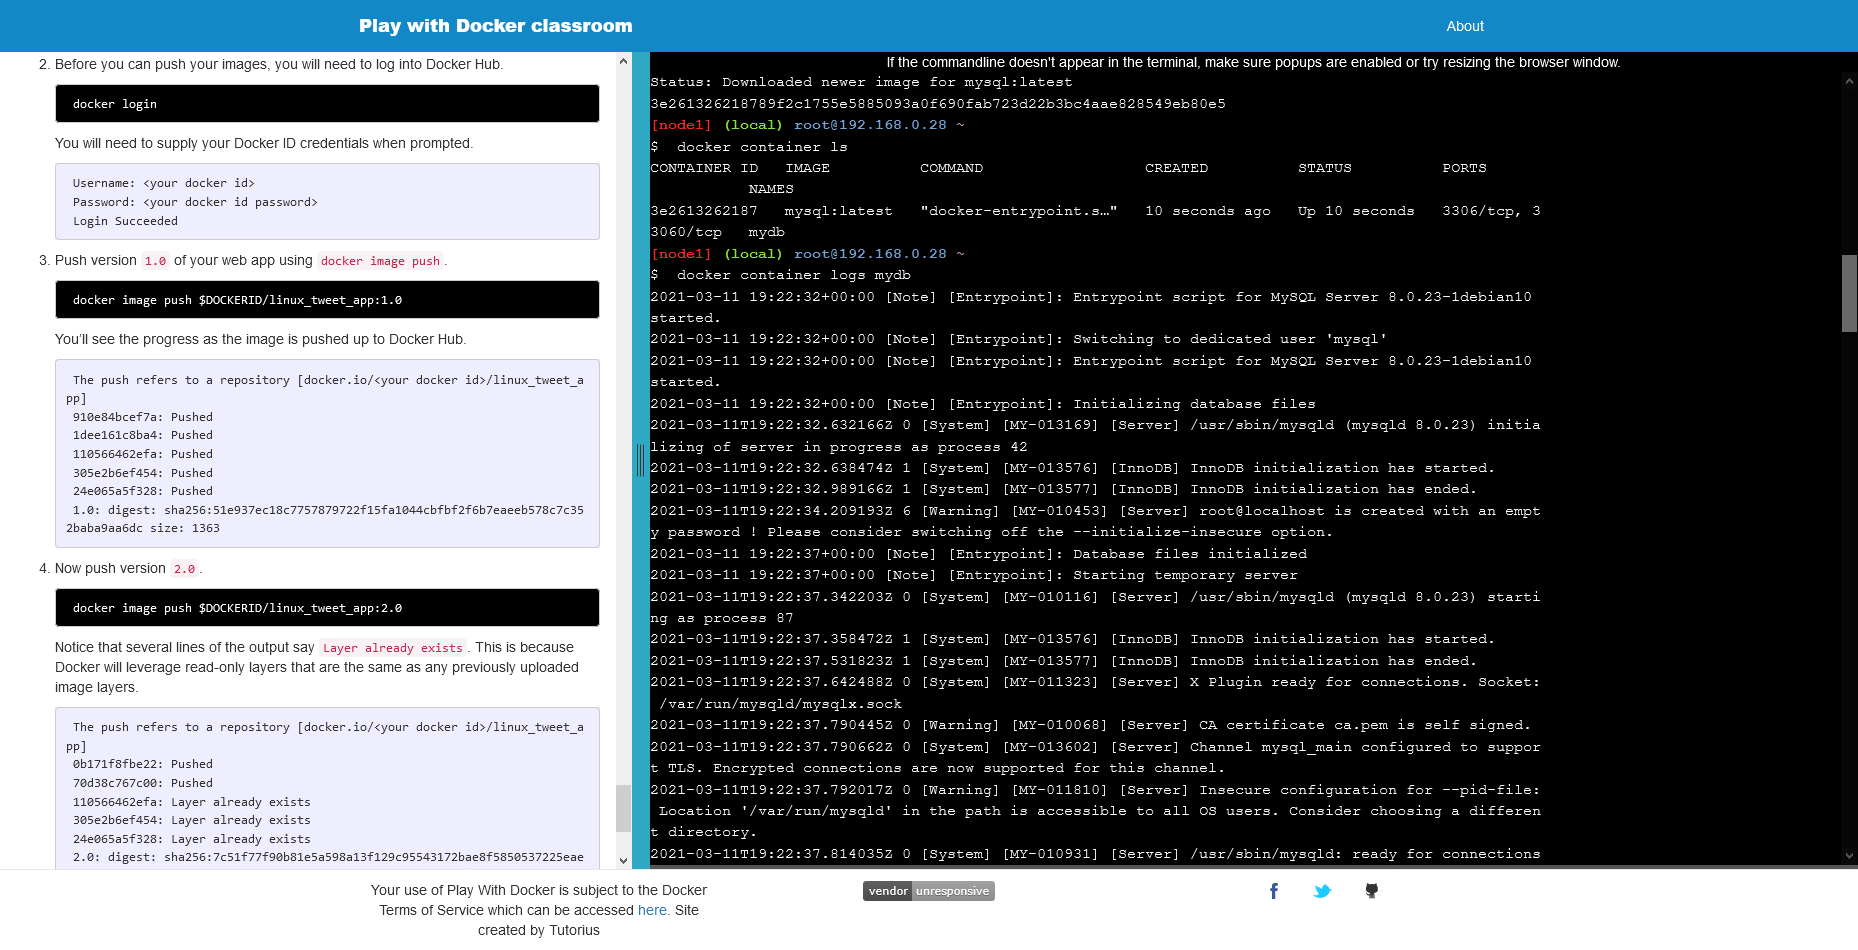 Play with Docker classroom
About
2. Before you can push your images, you will need to log into Docker Hub.
docker login
You will need to supply your Docker ID credentials when prompted.
Username: <your docker id>
Password: <your docker id password>
Login Succeeded
3. Push version 1.0 of your web app using docker image push.
docker image push $DOCKERID/linux_tweet_app:1.0
You'll see the progress as the image is pushed up to Docker Hub.
The push refers to a repository [docker.io/<your docker id>/linux_tweet_a
pp]
910e84bcef7a: Pushed
1dee161c8ba4: Pushed
110566462efa: Pushed
305e2b6ef454: Pushed
24e065a5f328: Pushed
1.0: digest: sha256:51e937ec18c7757879722f15fa1044cbfbf2f6b7eaeeb578c7c35
2baba9aa6dc size: 1363
4. Now push version 2.0.
docker image push $DOCKERID/linux_tweet_app:2.0
Notice that several lines of the output say Layer already exists. This is because
Docker will leverage read-only layers that are the same as any previously uploaded
image layers.
The push refers to a repository [docker.io/<your docker id>/linux_tweet_a
pp]
0b171f8fbe22: Pushed
70d38c767c00: Pushed
110566462efa: Layer already exists
305e2b6ef454: Layer already exists
24e065a5f328: Layer already exists
2.0: digest: sha256:7c51f77f90b81e5a598a13f129c95543172bae8f5850537225eae
If the commandline doesn't appear in the terminal, make sure popups are enabled or try resizing the browser window.
Status: Downloaded newer image for mysql:latest
3e261326218789f2c1755e5885093a0f690fab723d22b3bc4aae828549eb80e5
[node1] (local) root@192.168.0.28 ~
$ docker container ls
CONTAINER ID IMAGE COMMAND CREATED STATUS PORTS
NAMES
3e2613262187 mysql:latest "docker-entrypoint.s…" 10 seconds ago Up 10 seconds 3306/tcp, 3
3060/tcp mydb
[node1] (local) root@192.168.0.28 ~
$ docker container logs mydb
2021-03-11 19:22:32+00:00 [Note] [Entrypoint]: Entrypoint script for MySQL Server 8.0.23-1debian10
started.
2021-03-11 19:22:32+00:00 [Note] [Entrypoint]: Switching to dedicated user 'mysql'
2021-03-11 19:22:32+00:00 [Note] [Entrypoint]: Entrypoint script for MySQL Server 8.0.23-1debian10
started.
2021-03-11 19:22:32+00:00 [Note] [Entrypoint]: Initializing database files
2021-03-11T19:22:32.632166Z 0 [System] [MY-013169] [Server] /usr/sbin/mysqld (mysqld 8.0.23) initia
lizing of server in progress as process 42
2021-03-11T19:22:32.638474Z 1 [System] [MY-013576] [InnoDB] InnoDB initialization has started.
2021-03-11T19:22:32.989166Z 1 [System] [MY-013577] [InnoDB] InnoDB initialization has ended.
2021-03-11T19:22:34.209193Z 6 [Warning] [MY-010453] [Server] root@localhost is created with an empt
y password ! Please consider switching off the --initialize-insecure option.
2021-03-11 19:22:37+00:00 [Note] [Entrypoint]: Database files initialized
2021-03-11 19:22:37+00:00 [Note] [Entrypoint]: Starting temporary server
2021-03-11T19:22:37.342203Z 0 [System] [MY-010116] [Server] /usr/sbin/mysqld (mysqld 8.0.23) starti
ng as process 87
2021-03-11T19:22:37.358472Z 1 [System] [MY-013576] [InnoDB] InnoDB initialization has started.
2021-03-11T19:22:37.531823Z 1 [System] [MY-013577] [InnoDB] InnoDB initialization has ended.
2021-03-11T19:22:37.642488Z 0 [System] [MY-011323] [Server] X Plugin ready for connections. Socket:
/var/run/mysqld/mysqlx.sock
2021-03-11T19:22:37.790445Z 0 [Warning] [MY-010068] [Server] CA certificate ca.pem is self signed.
2021-03-11T19:22:37.790662Z 0 [System] [MY-013602] [Server] Channel mysql_main configured to suppor
t TLS. Encrypted connections are now supported for this channel.
2021-03-11T19:22:37.792017Z 0 [Warning] [MY-011810] [Server] Insecure configuration for --pid-file:
Location '/var/run/mysqld' in the path is accessible to all OS users. Consider choosing a differen
t directory.
2021-03-11T19:22:37.814035Z 0 [System] [MY-010931] [Server] /usr/sbin/mysqld: ready for connections
Your use of Play With Docker is subject to the Docker
Terms of Service which can be accessed here. Site
created by Tutorius
vendor unresponsive